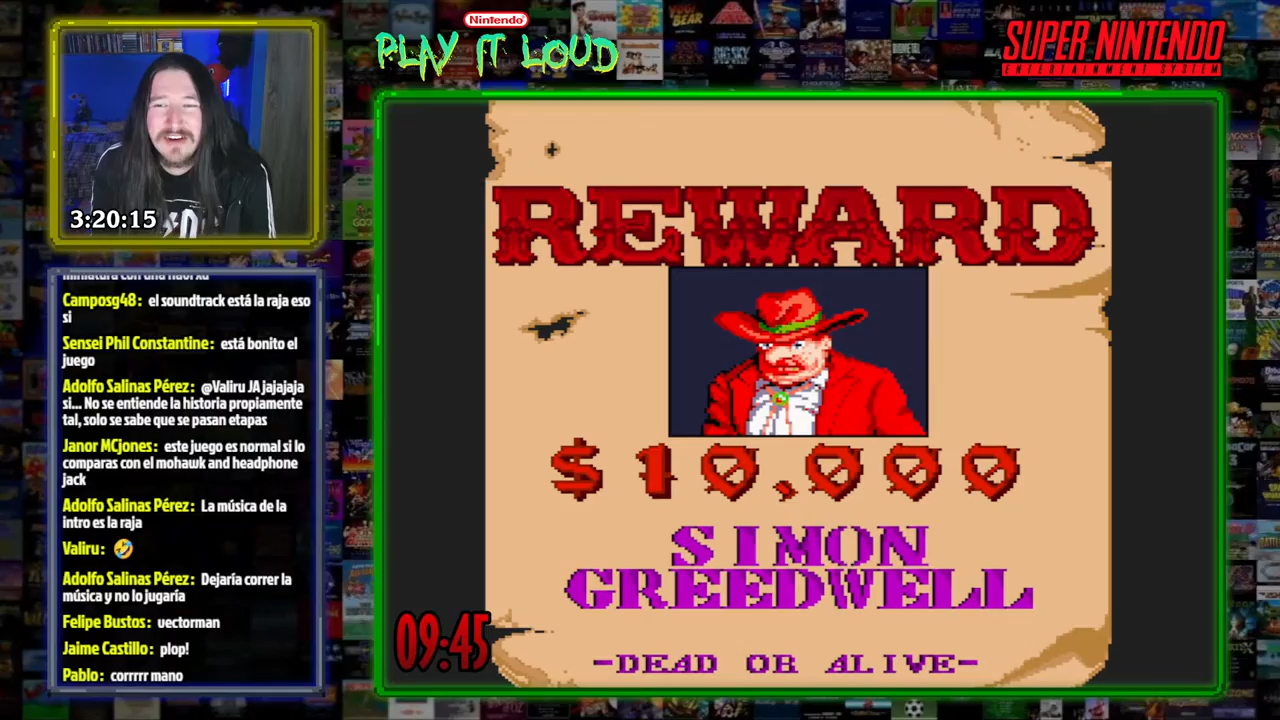 Nintendo
PLAY IT LOUD
SUPER NINTENDO
ENTERTAINMENT SYSTEM
3:20:15
Camposg48: el soundtrack está la raja eso
si
Sensei Phil Constantine: está bonito el
juego
Adolfo Salinas Pérez: @Valiru JA jajajaja
si... No se entiende la historia propiamente
tal, solo se sabe que se pasan etapas
Janor MCjones: este juego es normal si lo
comparas con el mohawk and headphone
jack
Adolfo Salinas Pérez: La música de la
intro es la raja
Valiru: 🤣
Adolfo Salinas Pérez: Dejaría correr la
música y no lo jugaría
Felipe Bustos: vectorman
Jaime Castillo: plop!
Pablo: corrrrr mano
REWARD
$10,000
SIMON
GREEDWELL
-DEAD OR ALIVE-
09:45